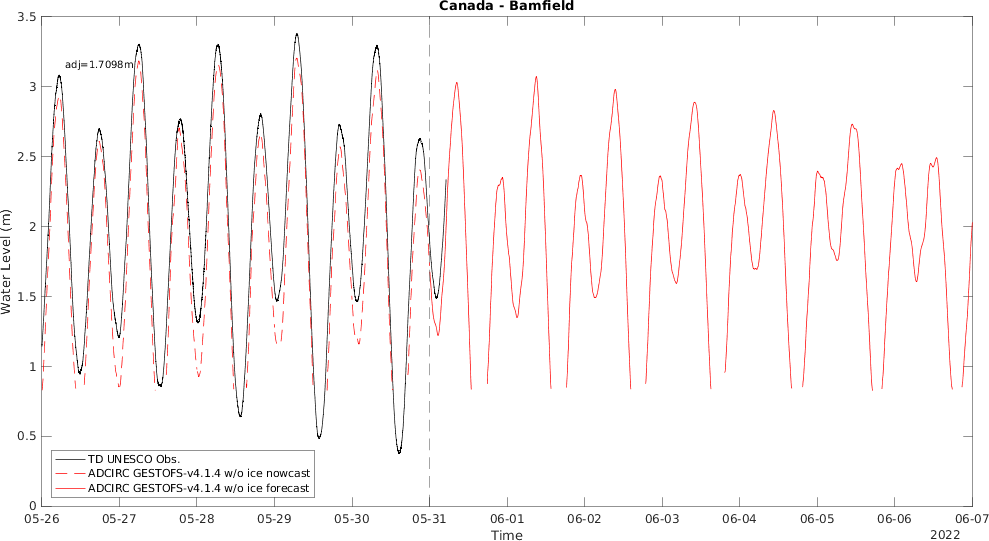 Canada - Bamfield
3.5
3
2.5
2
1.5
1
0.5
0
Water Level (m)
adj=1.7098m
TD UNESCO Obs.
ADCIRC GESTOFS-v4.1.4 w/o ice nowcast
ADCIRC GESTOFS-v4.1.4 w/o ice forecast
05-26 05-27 05-28 05-29 05-30 05-31 06-01 06-02 06-03 06-04 06-05 06-06 06-07
Time
2022